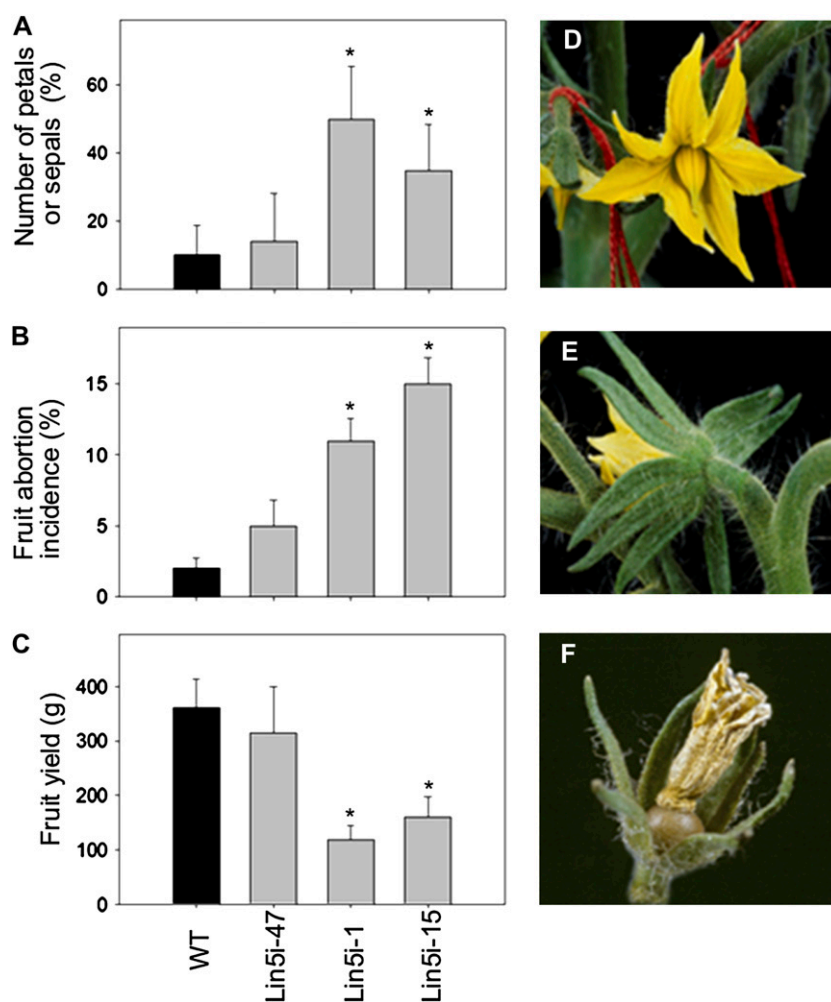 A
Number of petals
or sepals (%)
60
40
20
0
*
*
B
Fruit abortion
incidence (%)
15
10
5
0
*
*
C
Fruit yield (g)
400
300
200
100
0
*
*
WT
Lin5i-47
Lin5i-1
Lin5i-15
D
E
F